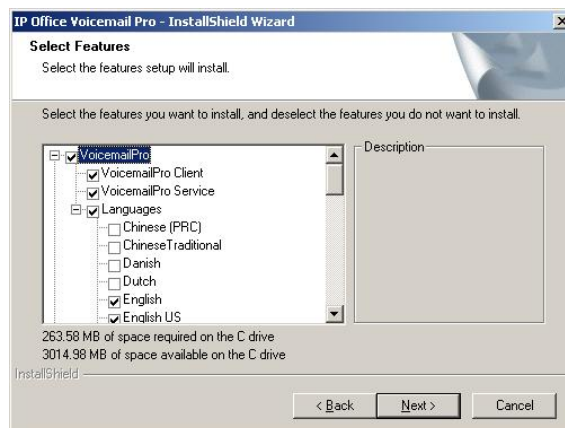 IP Office Voicemail Pro - InstallShield Wizard
Select Features
Select the features setup will install.
Select the features you want to install, and deselect the features you do not want to install.
VoicemailPro
VoicemailPro Client
VoicemailPro Service
Languages
Chinese (PRC)
ChineseTraditional
Danish
Dutch
English
English US
Description
263.58 MB of space required on the C drive
3014.98 MB of space available on the C drive
InstallShield
< Back
Next >
Cancel